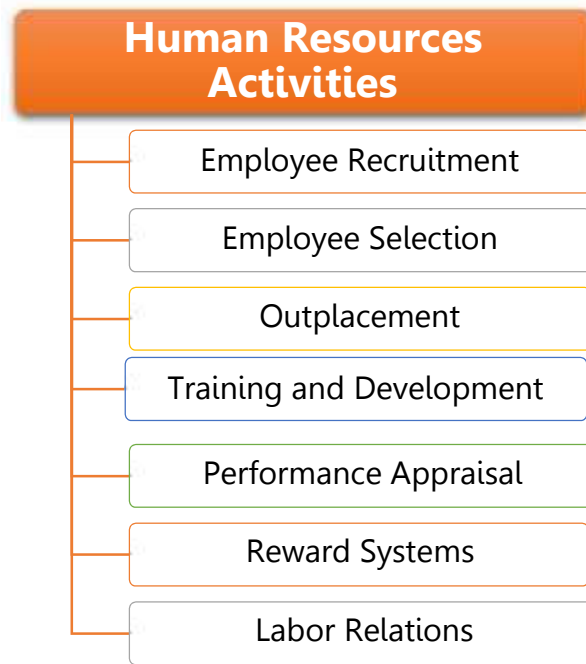 Human Resources
Activities
Employee Recruitment
Employee Selection
Outplacement
Training and Development
Performance Appraisal
Reward Systems
Labor Relations